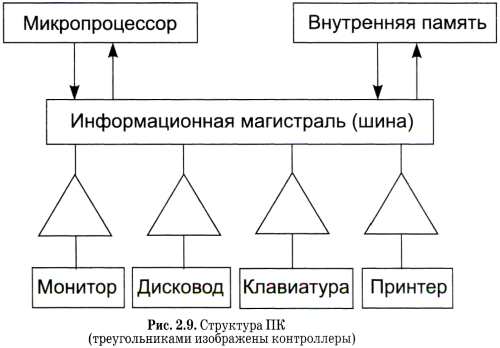 Микропроцессор
Внутренняя память
Информационная магистраль (шина)
Монитор
Дисковод
Клавиатура
Принтер
Рис. 2.9. Структура ПК
(треугольниками изображены контроллеры)